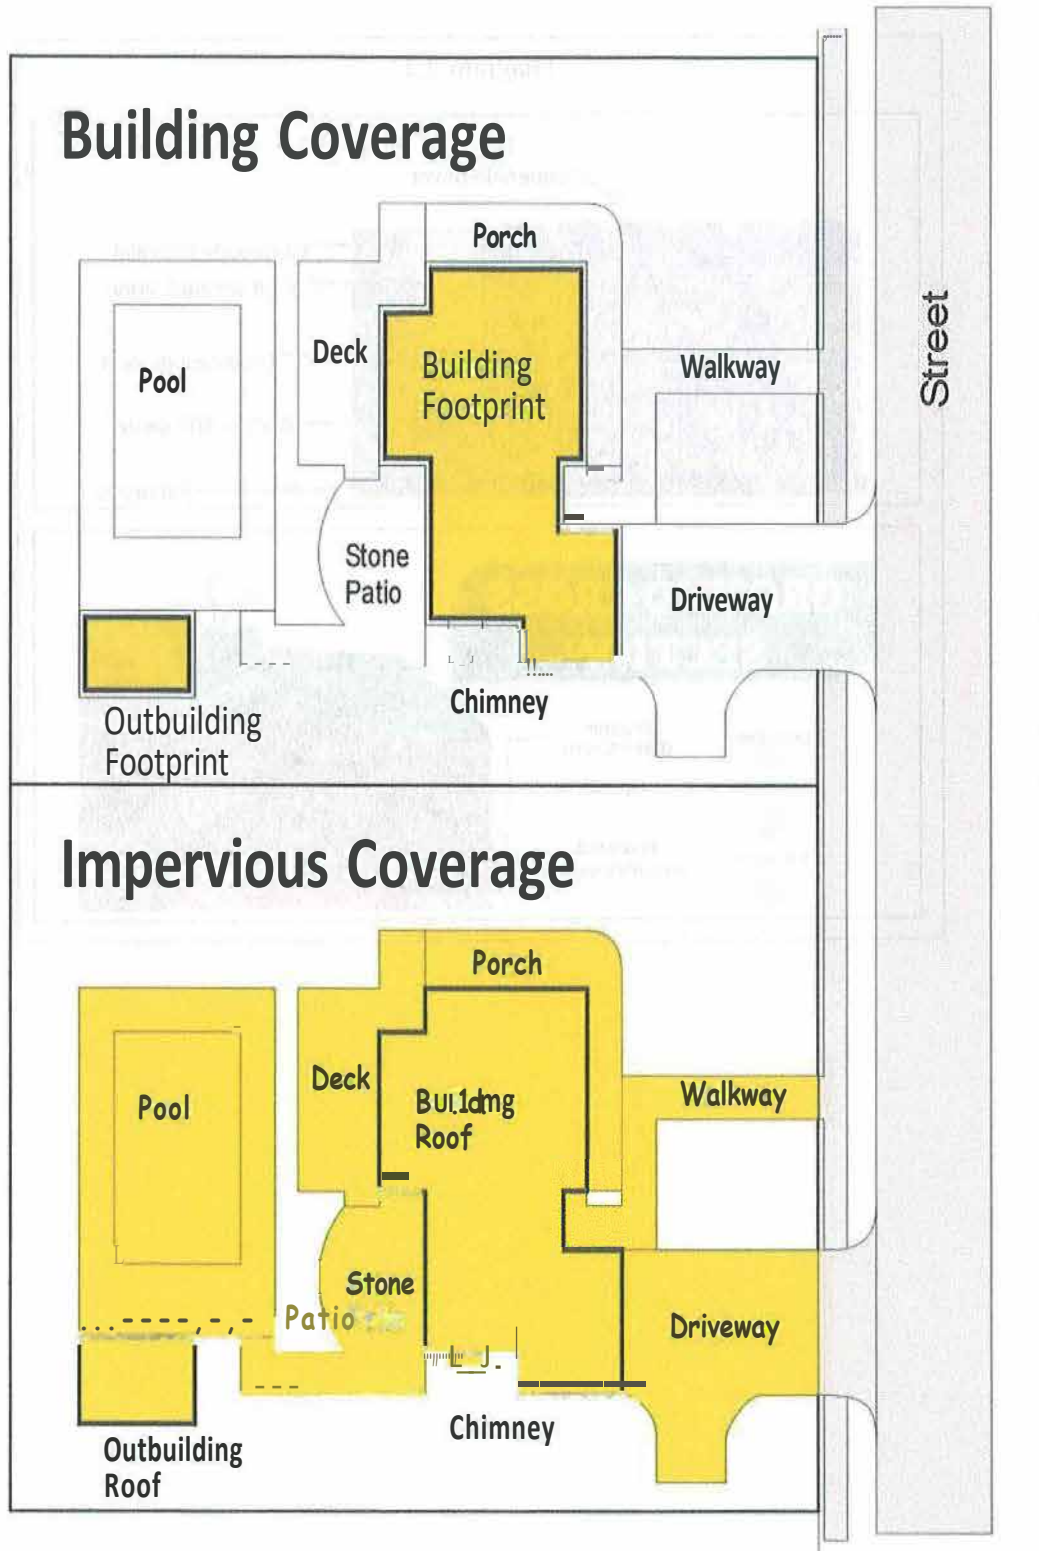 Building Coverage
Porch
Street
Deck
Building
Footprint
Pool
Walkway
Stone
Patio
Driveway
Chimney
Outbuilding
Footprint
Impervious Coverage
Porch
Deck
Pool
Walkway
Roof
Stone
Patio
Driveway
Chimney
Outbuilding
Roof